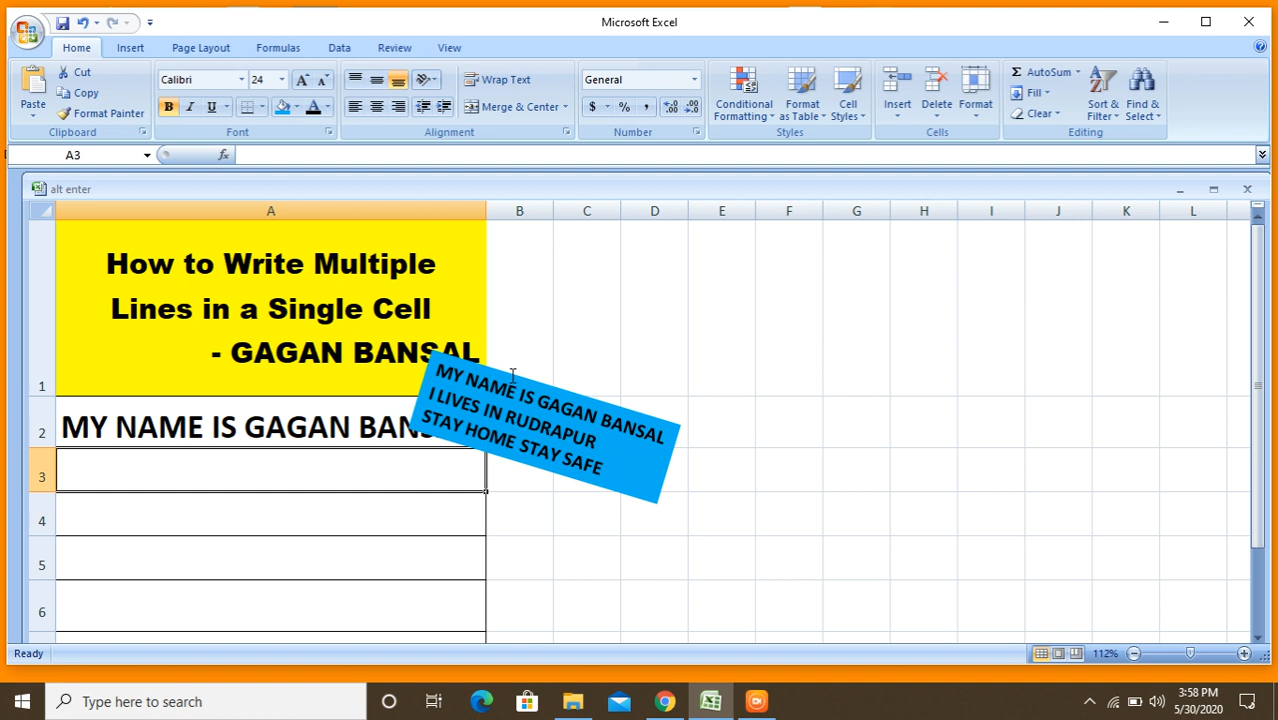 Microsoft Excel
Home Insert Page Layout Formulas Data Review View
Cut
Copy
Format Painter
Paste
Clipboard
Calibri 24
B I U
Font
Wrap Text
Merge & Center
Alignment
General
$ % ,
Number
Conditional Formatting
Format as Table
Cell Styles
Styles
Insert Delete Format
Cells
AutoSum
Fill
Clear
Sort & Filter
Find & Select
Editing
A3 fx
alt enter
A B C D E F G H I J K L
1 How to Write Multiple
Lines in a Single Cell
- GAGAN BANSAL
2 MY NAME IS GAGAN BANSAL
MY NAME IS GAGAN BANSAL
I LIVES IN RUDRAPUR
STAY HOME STAY SAFE
3
4
5
6
Ready 112%
Type here to search
3:58 PM
5/30/2020